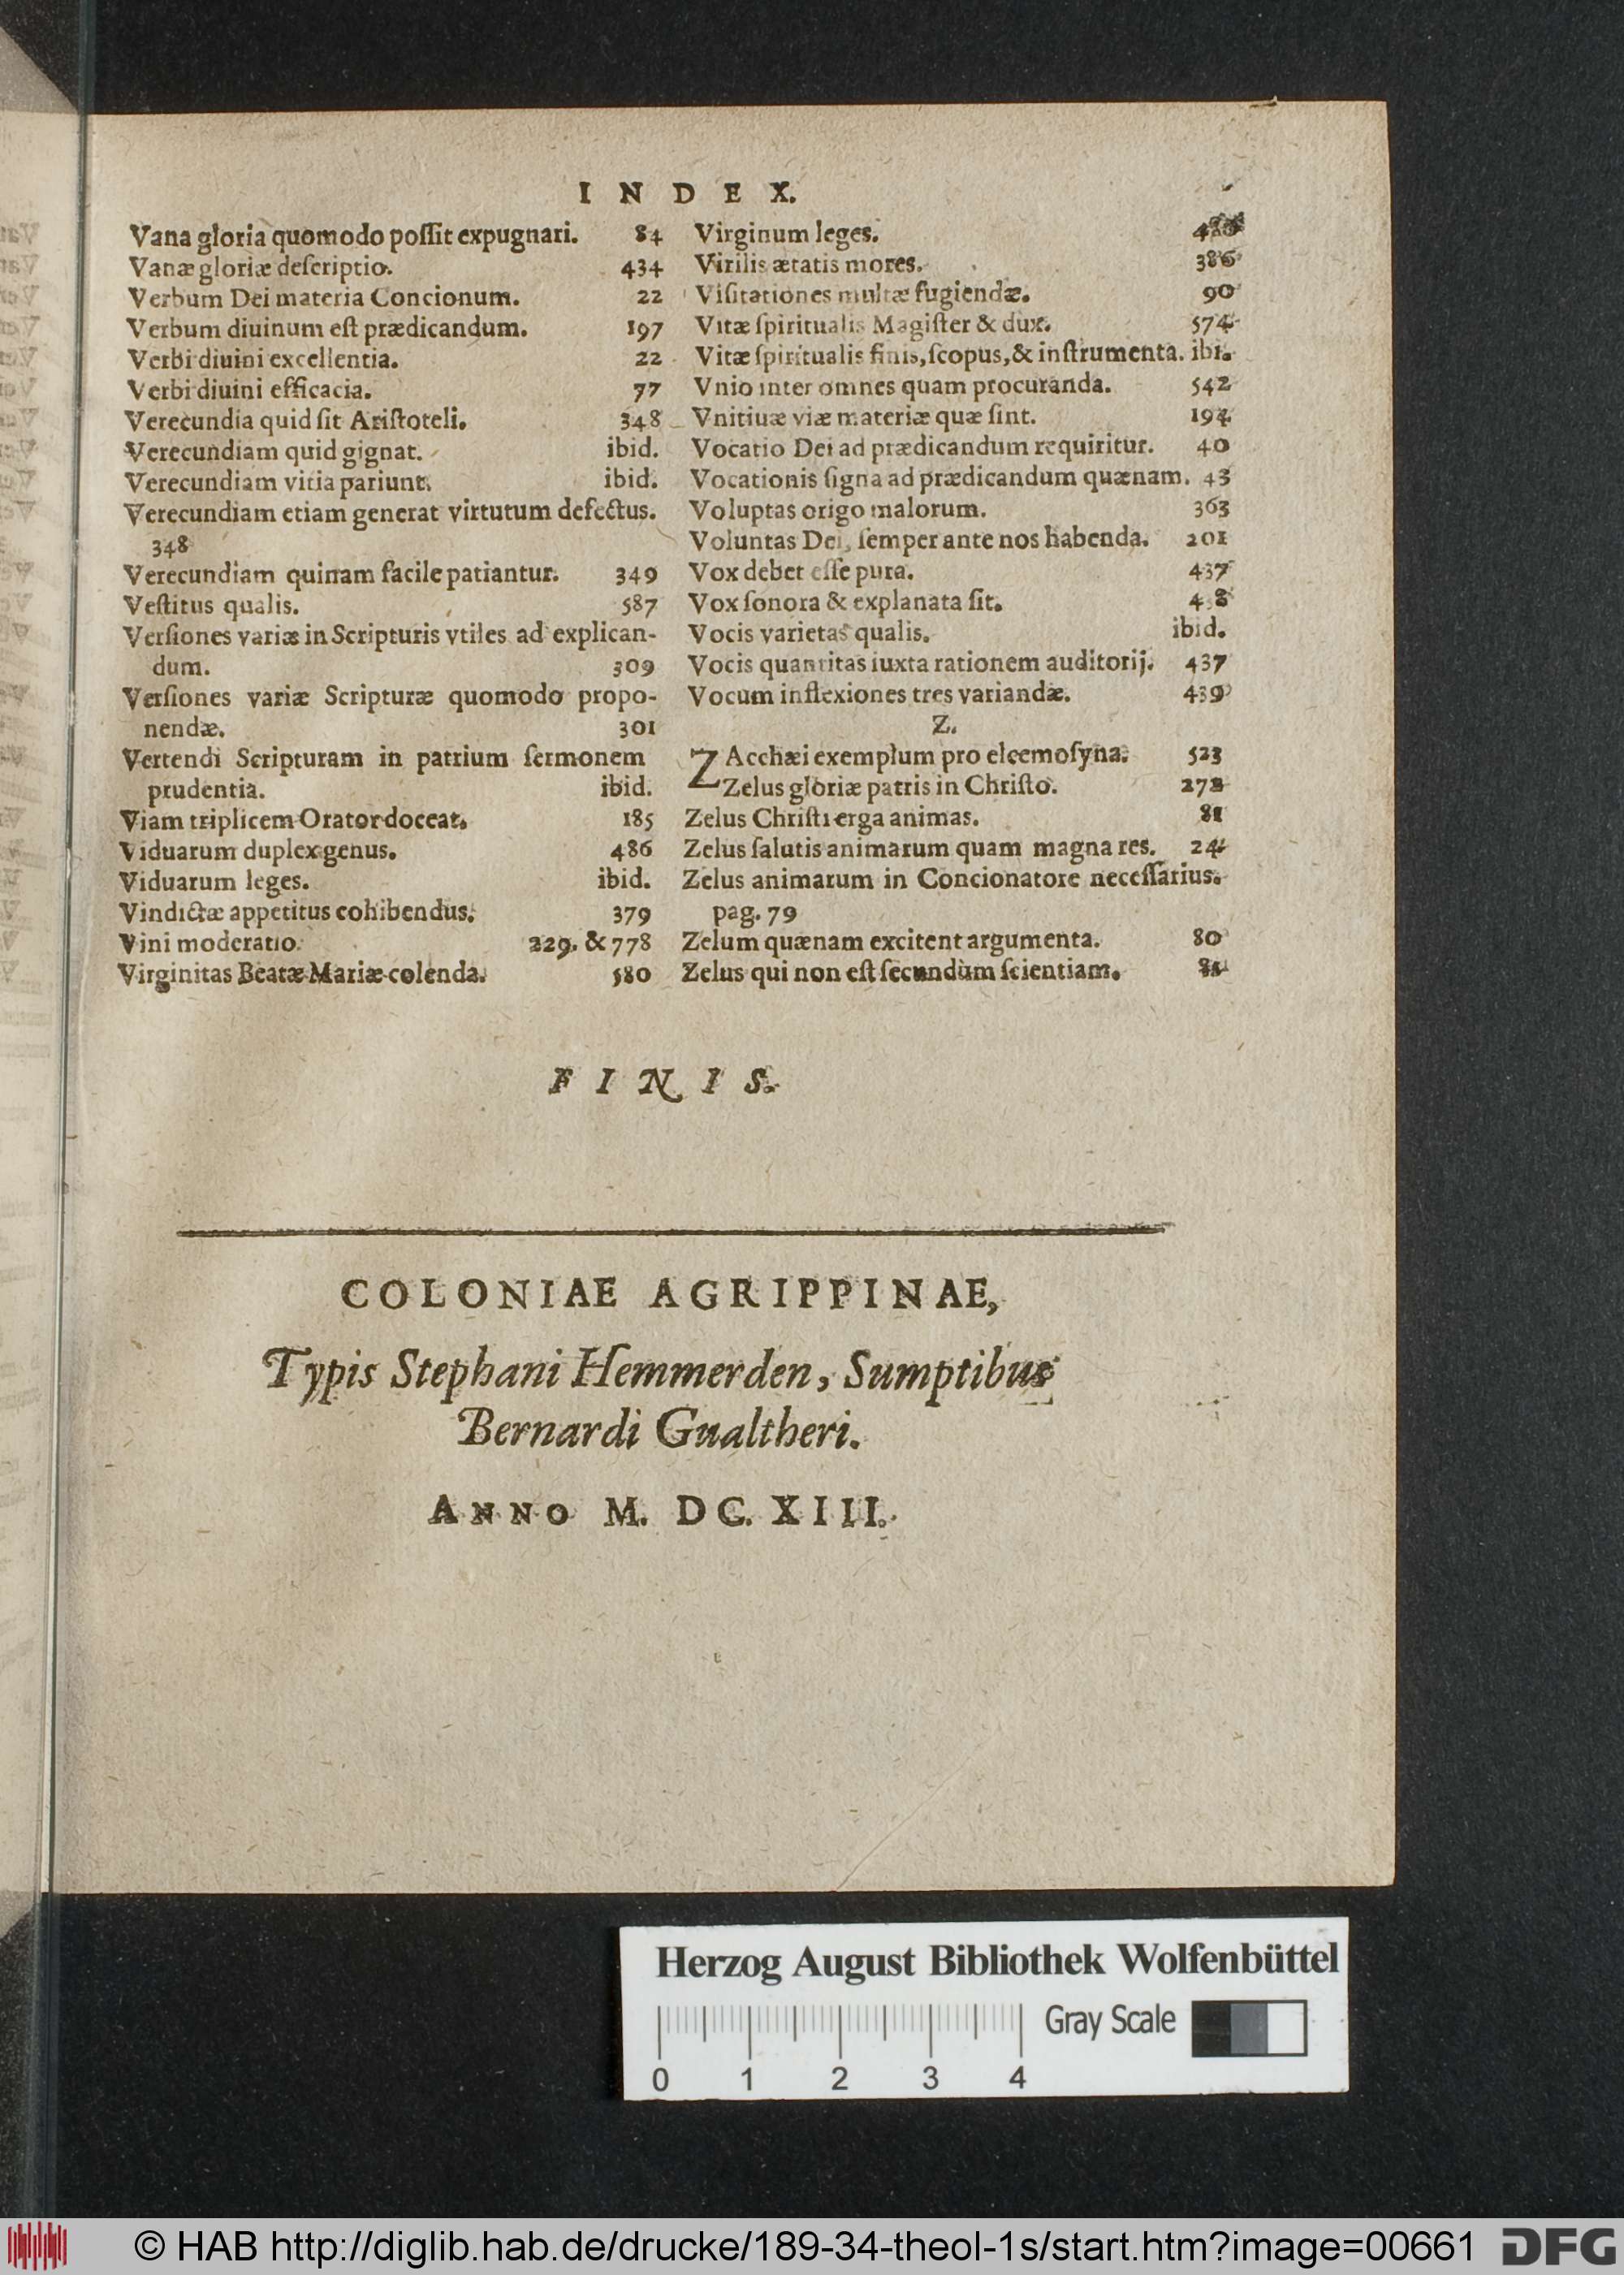 INDEX.
Vana gloria quomodo poſſit expugnari. 84
Vanæ gloriæ deſcriptio. 434
Verbum Dei materia Concionum. 22
Verbum diuinum eſt prædicandum. 197
Verbi diuini excellentia. 22
Verbi diuini efficacia. 77
Verecundia quid ſit Ariſtoteli. 348
Verecundiam quid gignat. ibid.
Verecundiam vitia pariunt. ibid.
Verecundiam etiam generat virtutum defectus.
348
Verecundiam quinam facile patiantur. 349
Veſtitus qualis. 587
Verſiones variæ in Scripturis vtiles ad explican-
dum. 309
Verſiones variæ Scripturæ quomodo propo-
nendæ. 301
Vertendi Scripturam in patrium ſermonem
prudentia. ibid.
Viam triplicem Orator doceat. 185
Viduarum duplex genus. 486
Viduarum leges. ibid.
Vindictæ appetitus cohibendus. 379
Vini moderatio. 229. & 778
Virginitas Beatæ Mariæ colenda. 580
Virginum leges.
Virilis ætatis mores. 386
Viſitationes multæ fugiendæ. 90
Vitæ ſpiritualis Magiſter & dux. 574
Vitæ ſpiritualis finis, ſcopus, & inſtrumenta. ibi.
Vnio inter omnes quam procuranda. 542
Vnitiuæ viæ materiæ quæ ſint. 194
Vocatio Dei ad prædicandum requiritur. 40
Vocationis ſigna ad prædicandum quænam. 43
Voluptas origo malorum. 363
Voluntas Dei, ſemper ante nos habenda. 201
Vox debet eſſe pura. 437
Vox ſonora & explanata ſit.
Vocis varietas qualis. ibid.
Vocis quantitas iuxta rationem auditorij. 437
Vocum inflexiones tres variandæ. 439
Z.
ZAcchæi exemplum pro eleemoſyna. 523
Zelus gloriæ patris in Chriſto. 278
Zelus Chriſti erga animas. 81
Zelus ſalutis animarum quam magna res. 24
Zelus animarum in Concionatore neceſſarius.
pag. 79
Zelum quænam excitent argumenta. 80
Zelus qui non eſt ſecundùm ſcientiam.
FINIS.
COLONIAE AGRIPPINAE,
Typis Stephani Hemmerden, Sumptibus
Bernardi Gualtheri.
ANNO M. DC. XIII.
Herzog August Bibliothek Wolfenbüttel
Gray Scale
0 1 2 3 4
© HAB http://diglib.hab.de/drucke/189-34-theol-1s/start.htm?image=00661 DFG